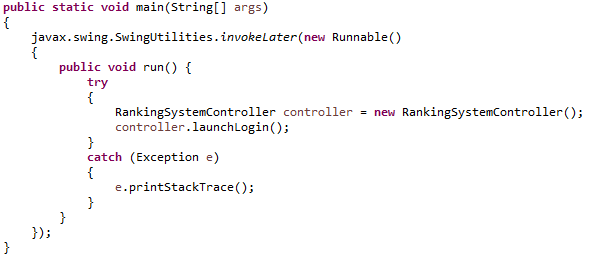 public static void main(String[] args)
{
    javax.swing.SwingUtilities.invokeLater(new Runnable()
    {
        public void run() {
            try
            {
                RankingSystemController controller = new RankingSystemController();
                controller.launchLogin();
            }
            catch (Exception e)
            {
                e.printStackTrace();
            }
        }
    });
}